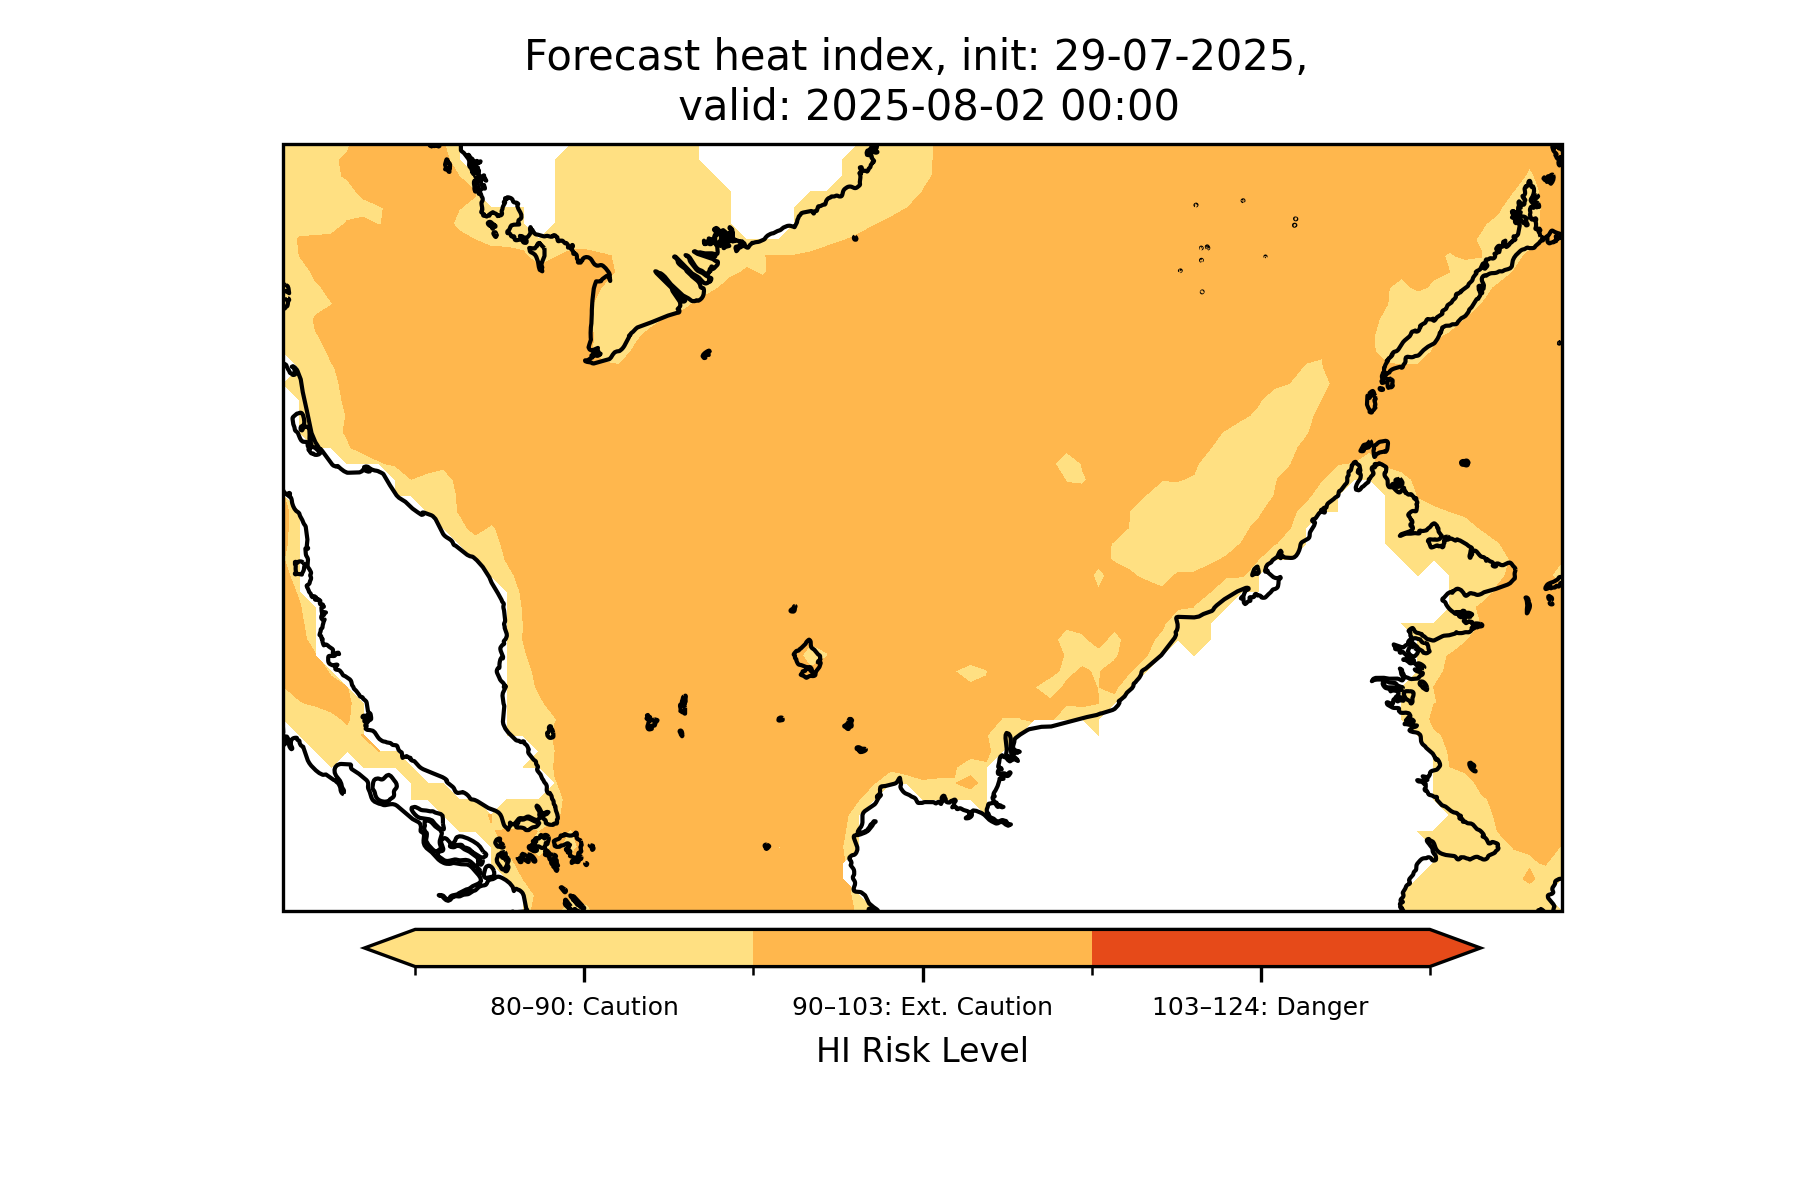 Forecast heat index, init: 29-07-2025,
valid: 2025-08-02 00:00
80–90: Caution
90–103: Ext. Caution
103–124: Danger
HI Risk Level